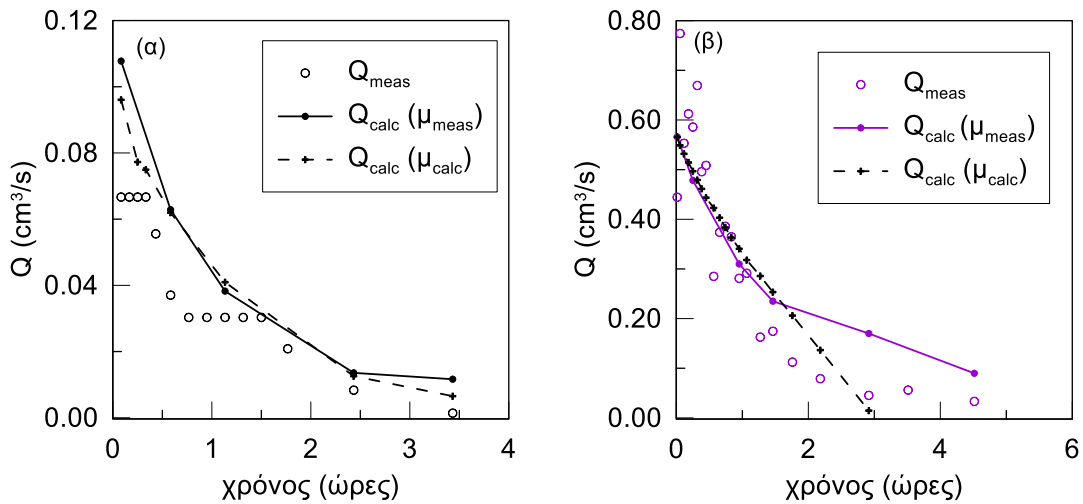 (α)
Q (cm³/s)
0.12
0.08
0.04
0.00
Q_meas
Q_calc (μ_meas)
Q_calc (μ_calc)
0 1 2 3 4
χρόνος (ώρες)
(β)
Q (cm³/s)
0.80
0.60
0.40
0.20
0.00
Q_meas
Q_calc (μ_meas)
Q_calc (μ_calc)
0 2 4 6
χρόνος (ώρες)